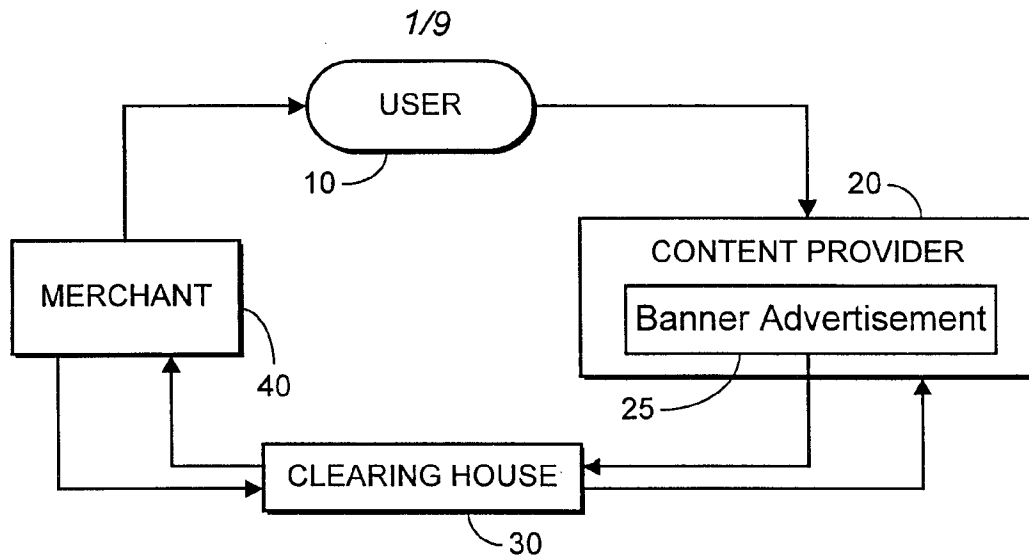 1/9
USER
10
20
CONTENT PROVIDER
MERCHANT
Banner Advertisement
40
25
CLEARING HOUSE
30